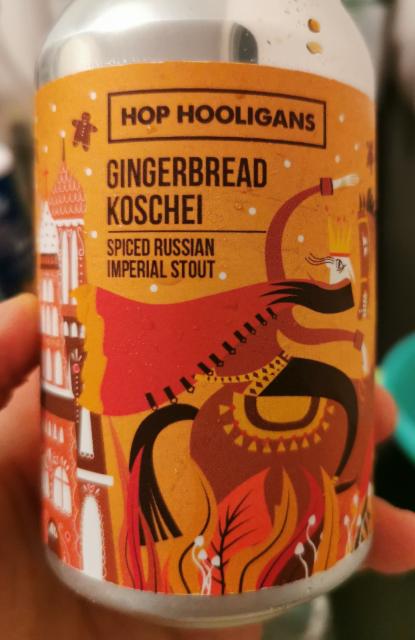 HOP HOOLIGANS
GINGERBREAD
KOSCHEI
SPICED RUSSIAN
IMPERIAL STOUT